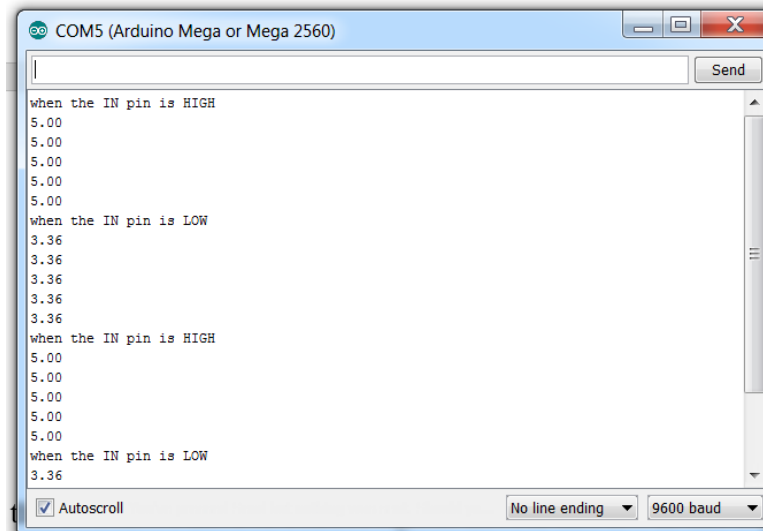 COM5 (Arduino Mega or Mega 2560)
Send
when the IN pin is HIGH
5.00
5.00
5.00
5.00
5.00
when the IN pin is LOW
3.36
3.36
3.36
3.36
3.36
when the IN pin is HIGH
5.00
5.00
5.00
5.00
5.00
when the IN pin is LOW
3.36
t
Autoscroll
No line ending
9600 baud